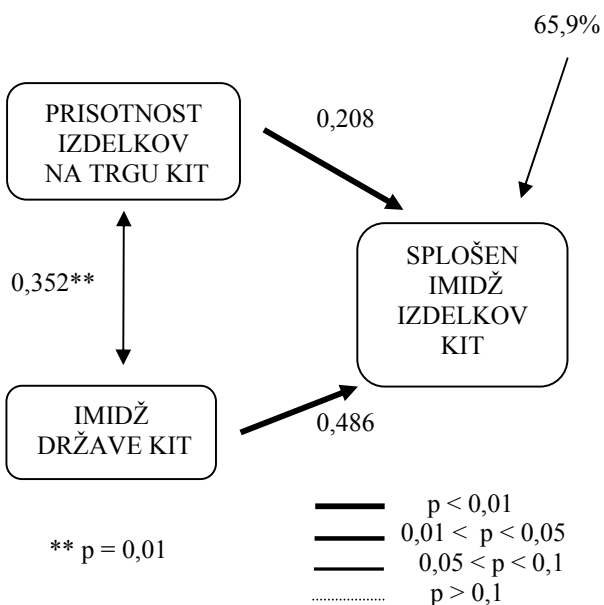 65,9%
PRISOTNOST
IZDELKOV
NA TRGU KIT
0,208
0,352**
SPLOŠEN
IMIDŽ
IZDELKOV
KIT
IMIDŽ
DRŽAVE KIT
0,486
** p = 0,01
p < 0,01
0,01 < p < 0,05
0,05 < p < 0,1
p > 0,1